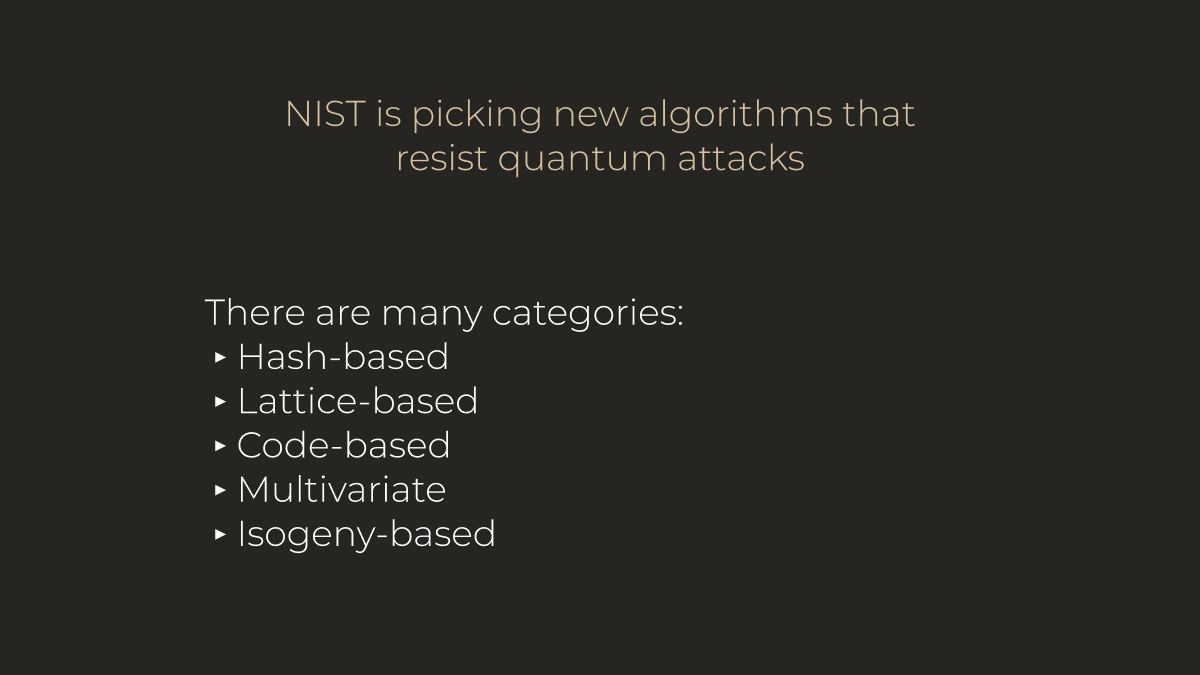 NIST is picking new algorithms that
resist quantum attacks
There are many categories:
‣ Hash-based
‣ Lattice-based
‣ Code-based
‣ Multivariate
‣ Isogeny-based